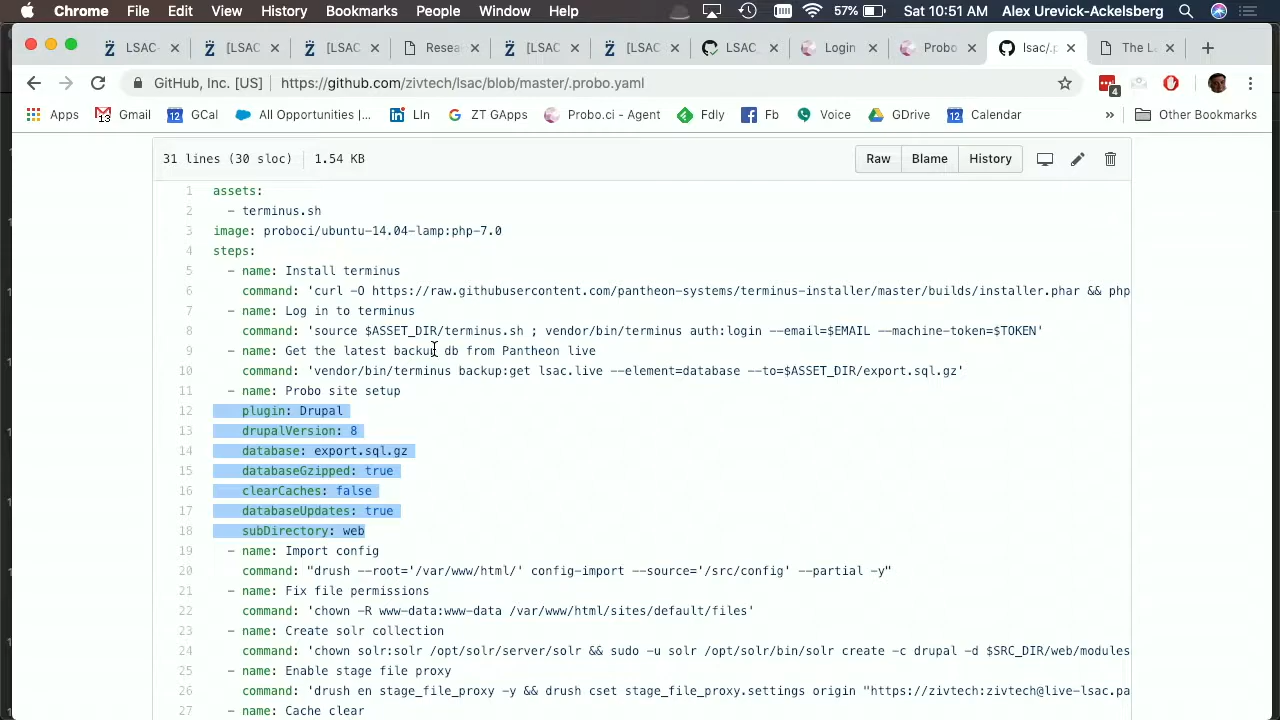 Chrome File Edit View History Bookmarks People Window Help 57% Sat 10:51 AM Alex Urevick-Ackelsberg
LSAC- [LSAC [LSAC Resea [LSAC [LSAC LSAC Login Probo lsac/.p The L
GitHub, Inc. [US] https://github.com/zivtech/lsac/blob/master/.probo.yaml 4
Apps 13 Gmail 12 GCal All Opportunities |... LIn ZT GApps Probo.ci - Agent Fdly Fb Voice GDrive 12 Calendar » Other Bookmarks
31 lines (30 sloc) 1.54 KB Raw Blame History
1 assets:
2 - terminus.sh
3 image: proboci/ubuntu-14.04-lamp:php-7.0
4 steps:
5 - name: Install terminus
6 command: 'curl -O https://raw.githubusercontent.com/pantheon-systems/terminus-installer/master/builds/installer.phar && php
7 - name: Log in to terminus
8 command: 'source $ASSET_DIR/terminus.sh ; vendor/bin/terminus auth:login --email=$EMAIL --machine-token=$TOKEN'
9 - name: Get the latest backup db from Pantheon live
10 command: 'vendor/bin/terminus backup:get lsac.live --element=database --to=$ASSET_DIR/export.sql.gz'
11 - name: Probo site setup
12 plugin: Drupal
13 drupalVersion: 8
14 database: export.sql.gz
15 databaseGzipped: true
16 clearCaches: false
17 databaseUpdates: true
18 subDirectory: web
19 - name: Import config
20 command: "drush --root='/var/www/html/' config-import --source='/src/config' --partial -y"
21 - name: Fix file permissions
22 command: 'chown -R www-data:www-data /var/www/html/sites/default/files'
23 - name: Create solr collection
24 command: 'chown solr:solr /opt/solr/server/solr && sudo -u solr /opt/solr/bin/solr create -c drupal -d $SRC_DIR/web/modules
25 - name: Enable stage file proxy
26 command: 'drush en stage_file_proxy -y && drush cset stage_file_proxy.settings origin "https://zivtech:zivtech@live-lsac.pa
27 - name: Cache clear